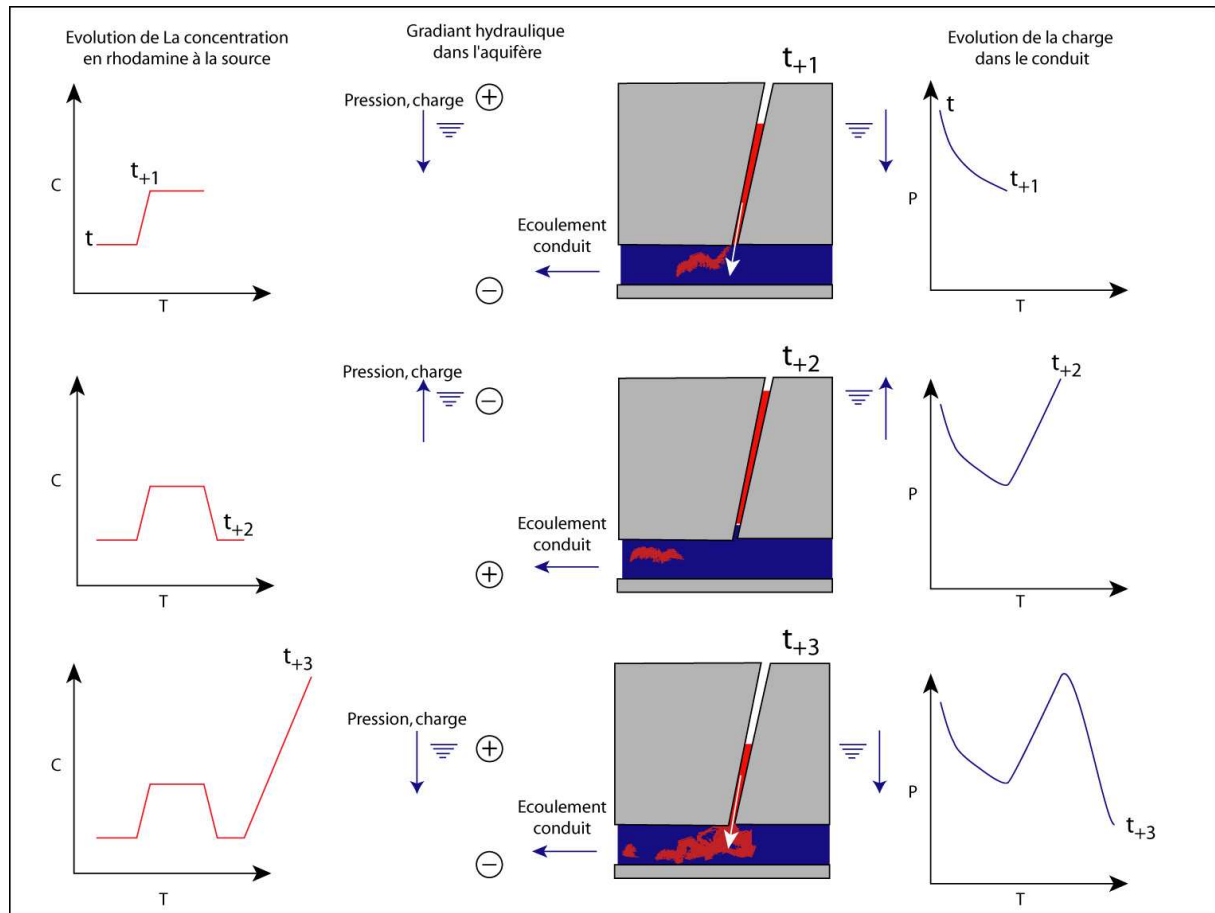 Evolution de La concentration
en rhodamine à la source
Gradiant hydraulique
dans l'aquifère
Evolution de la charge
dans le conduit
t+1
Pression, charge
+
t
t+1
C
t
T
Ecoulement
conduit
−
P
t+1
T
t+2
Pression, charge
−
t+2
C
t+2
T
Ecoulement
conduit
+
P
T
t+3
t+3
Pression, charge
+
C
T
Ecoulement
conduit
−
P
t+3
T